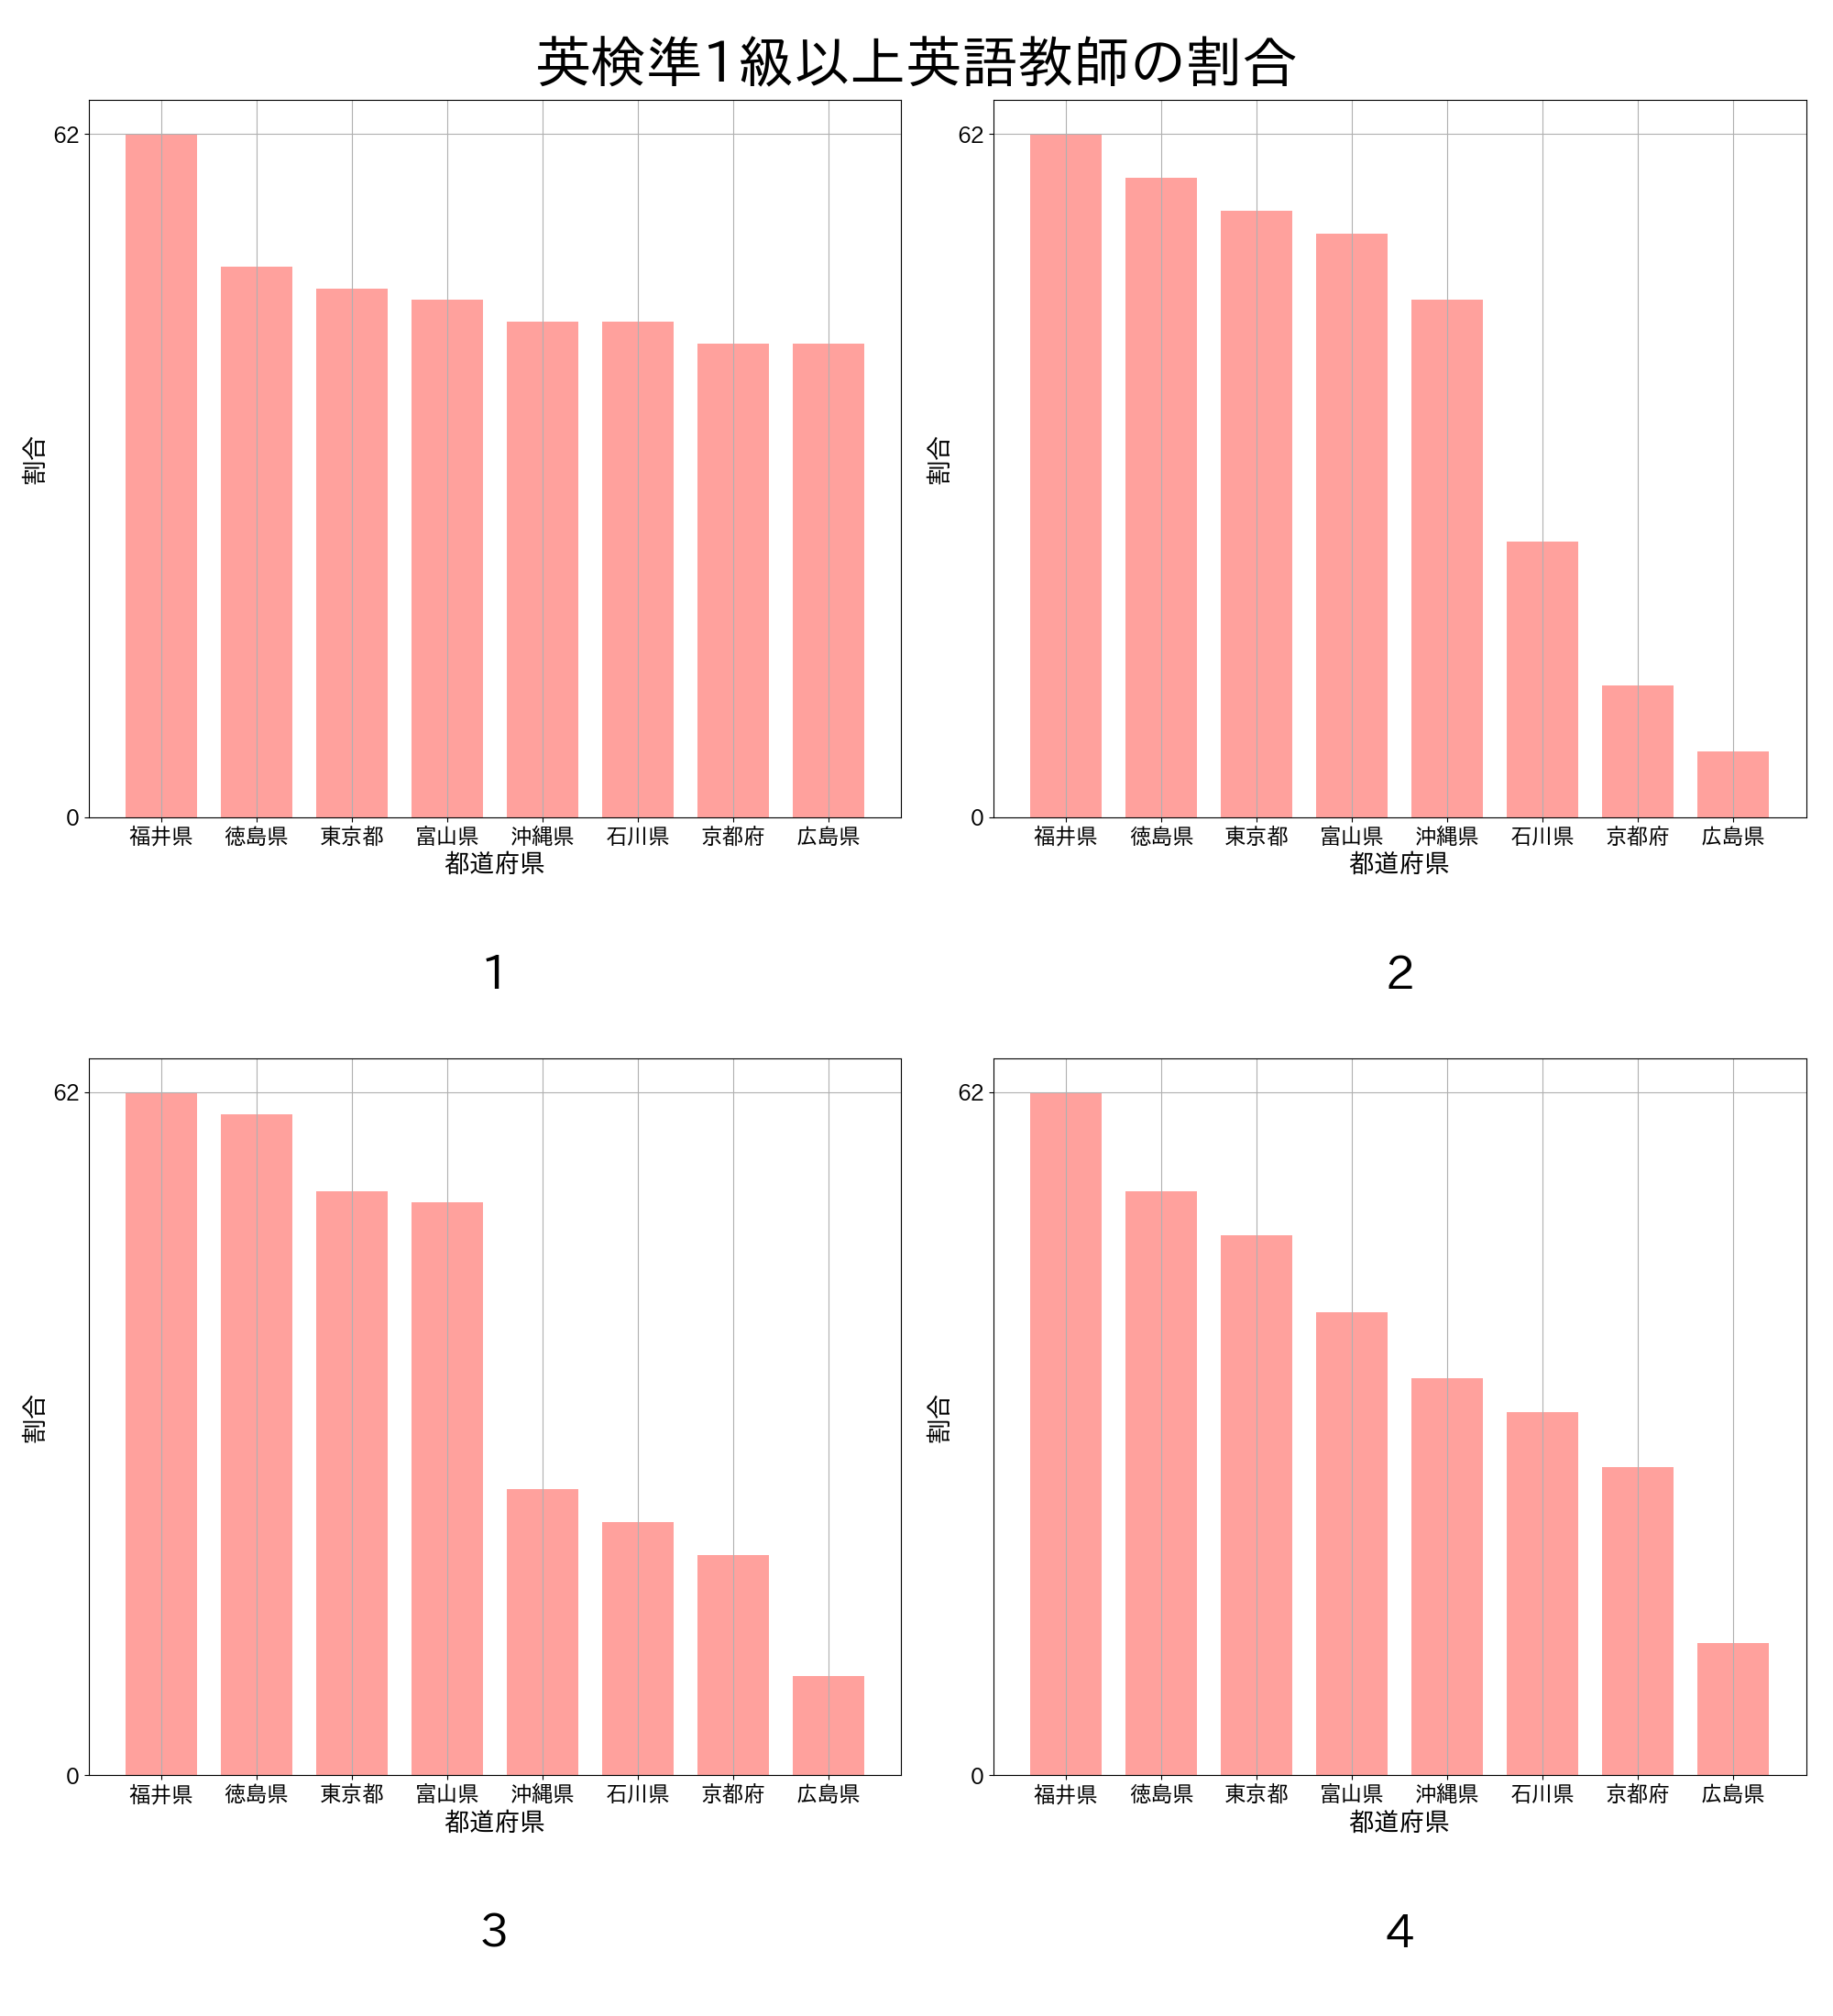 英検準1級以上英語教師の割合
62
0
割合
福井県 徳島県 東京都 富山県 沖縄県 石川県 京都府 広島県
都道府県
1
62
0
割合
福井県 徳島県 東京都 富山県 沖縄県 石川県 京都府 広島県
都道府県
2
62
0
割合
福井県 徳島県 東京都 富山県 沖縄県 石川県 京都府 広島県
都道府県
3
62
0
割合
福井県 徳島県 東京都 富山県 沖縄県 石川県 京都府 広島県
都道府県
4